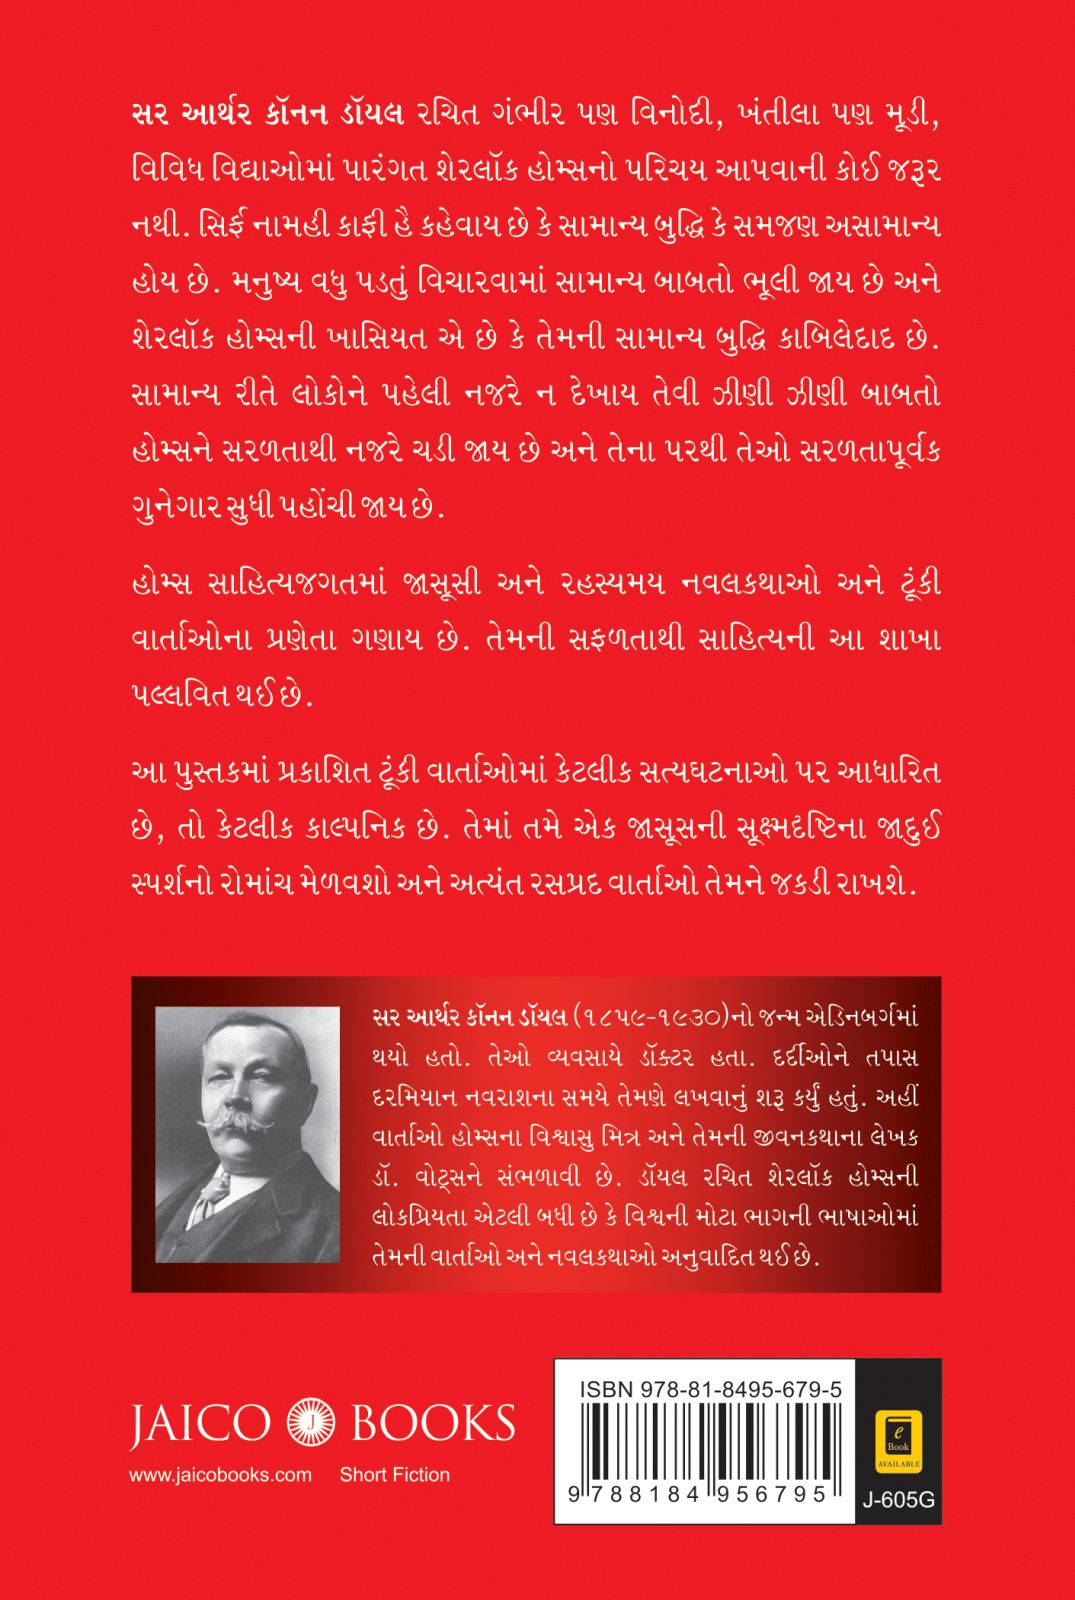 સર આર્થર કૉનન ડૉયલ રચિત ગંભીર પણ વિનોદી, ખંતીલા પણ મૂડી,
વિવિધ વિદ્યાઓમાં પારંગત શેરલૉક હોમ્સનો પરિચય આપવાની કોઈ જરૂર
નથી. સિર્ફ નામહી કાફી હૈ કહેવાય છે કે સામાન્ય બુદ્ધિ કે સમજણ અસામાન્ય
હોય છે. મનુષ્ય વધુ પડતું વિચારવામાં સામાન્ય બાબતો ભૂલી જાય છે અને
શેરલૉક હોમ્સની ખાસિયત એ છે કે તેમની સામાન્ય બુદ્ધિ કાબિલેદાદ છે.
સામાન્ય રીતે લોકોને પહેલી નજરે ન દેખાય તેવી ઝીણી ઝીણી બાબતો
હોમ્સને સરળતાથી નજરે ચડી જાય છે અને તેના પરથી તેઓ સરળતાપૂર્વક
ગુનેગાર સુધી પહોંચી જાય છે.
હોમ્સ સાહિત્યજગતમાં જાસૂસી અને રહસ્યમય નવલકથાઓ અને ટૂંકી
વાર્તાઓના પ્રણેતા ગણાય છે. તેમની સફળતાથી સાહિત્યની આ શાખા
પલ્લવિત થઈ છે.
આ પુસ્તકમાં પ્રકાશિત ટૂંકી વાર્તાઓમાં કેટલીક સત્યઘટનાઓ પર આધારિત
છે, તો કેટલીક કાલ્પનિક છે. તેમાં તમે એક જાસૂસની સૂક્ષ્મદૃષ્ટિના જાદુઈ
સ્પર્શનો રોમાંચ મેળવશો અને અત્યંત રસપ્રદ વાર્તાઓ તેમને જકડી રાખશે.
સર આર્થર કૉનન ડૉયલ (૧૮૫૯-૧૯૩૦)નો જન્મ એડિનબર્ગમાં
થયો હતો. તેઓ વ્યવસાયે ડૉક્ટર હતા. દર્દીઓને તપાસ
દરમિયાન નવરાશના સમયે તેમણે લખવાનું શરૂ કર્યું હતું. અહીં
વાર્તાઓ હોમ્સના વિશ્વાસુ મિત્ર અને તેમની જીવનકથાના લેખક
ડૉ. વોટ્સને સંભળાવી છે. ડૉયલ રચિત શેરલૉક હોમ્સની
લોકપ્રિયતા એટલી બધી છે કે વિશ્વની મોટા ભાગની ભાષાઓમાં
તેમની વાર્તાઓ અને નવલકથાઓ અનુવાદિત થઈ છે.
JAICO J BOOKS
www.jaicobooks.com Short Fiction
ISBN 978-81-8495-679-5
9 788184 956795
e
Book
AVAILABLE
J-605G